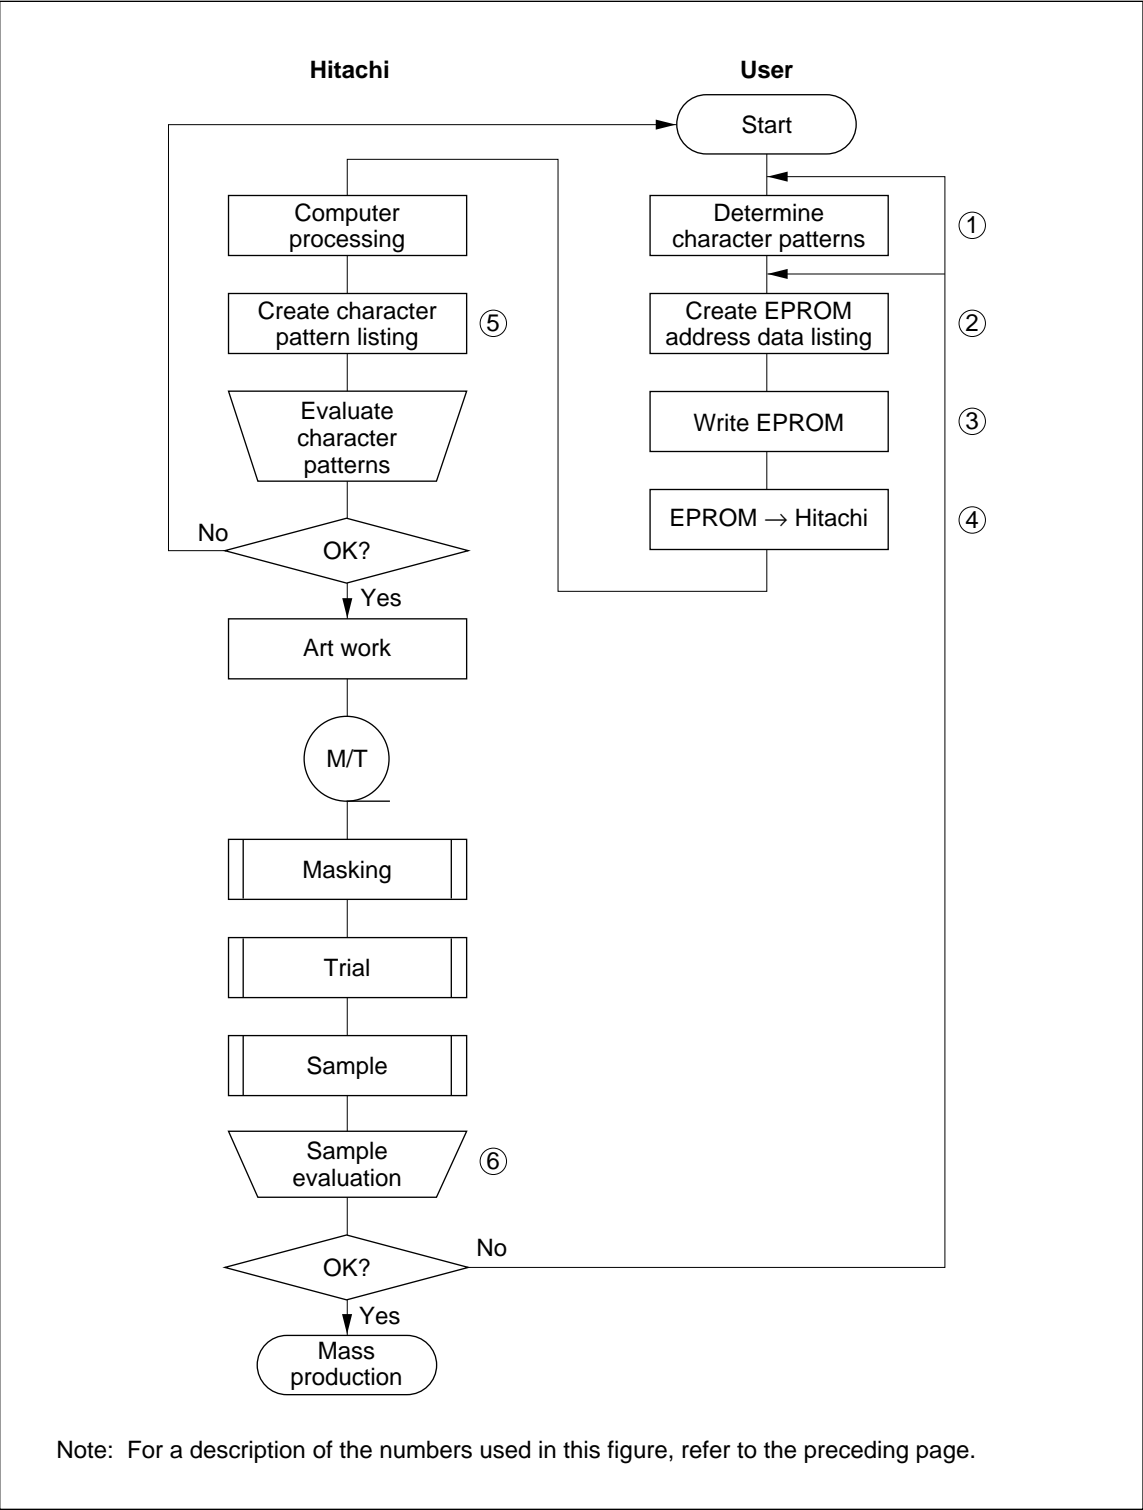 Hitachi
User
Start
Determine
character patterns
①
Create EPROM
address data listing
②
Write EPROM
③
EPROM → Hitachi
④
Computer
processing
Create character
pattern listing
⑤
Evaluate
character
patterns
No
OK?
Yes
Art work
M/T
Masking
Trial
Sample
Sample
evaluation
⑥
No
OK?
Yes
Mass
production
Note: For a description of the numbers used in this figure, refer to the preceding page.